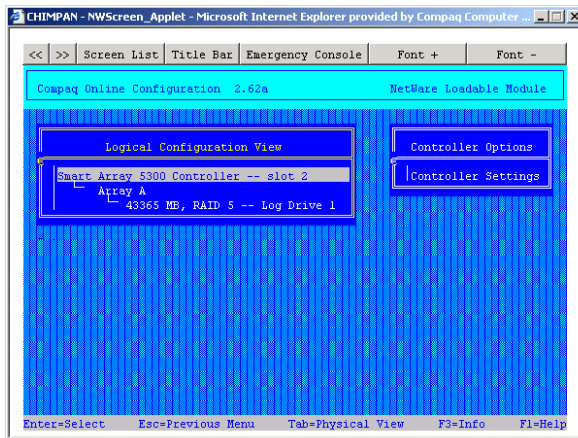 CHIMPAN - NWScreen_Applet - Microsoft Internet Explorer provided by Compaq Computer ...
<< >> Screen List Title Bar Emergency Console Font + Font -
Compaq Online Configuration 2.62a NetWare Loadable Module
Logical Configuration View
Smart Array 5300 Controller -- slot 2
Array A
43365 MB, RAID 5 -- Log Drive 1
Controller Options
Controller Settings
Enter=Select Esc=Previous Menu Tab=Physical View F3=Info F1=Help